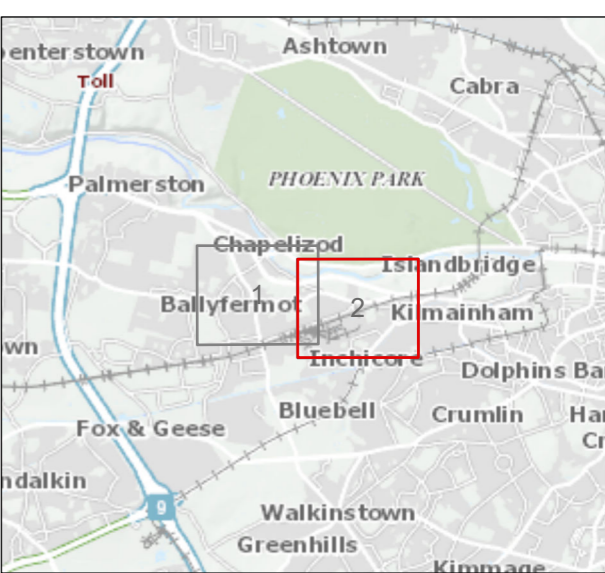 enterstown
Ashtown
Toll
Cabra
Palmerston
PHOENIX PARK
Chapelizod
Islandbridge
1
2
Ballyfermot
Kilmainham
own
Inchicore
Dolphins Ba
Bluebell
Crumlin
Ha
Fox & Geese
Cr
ndalkin
9
Walkinstown
Greenhills
Kimmage